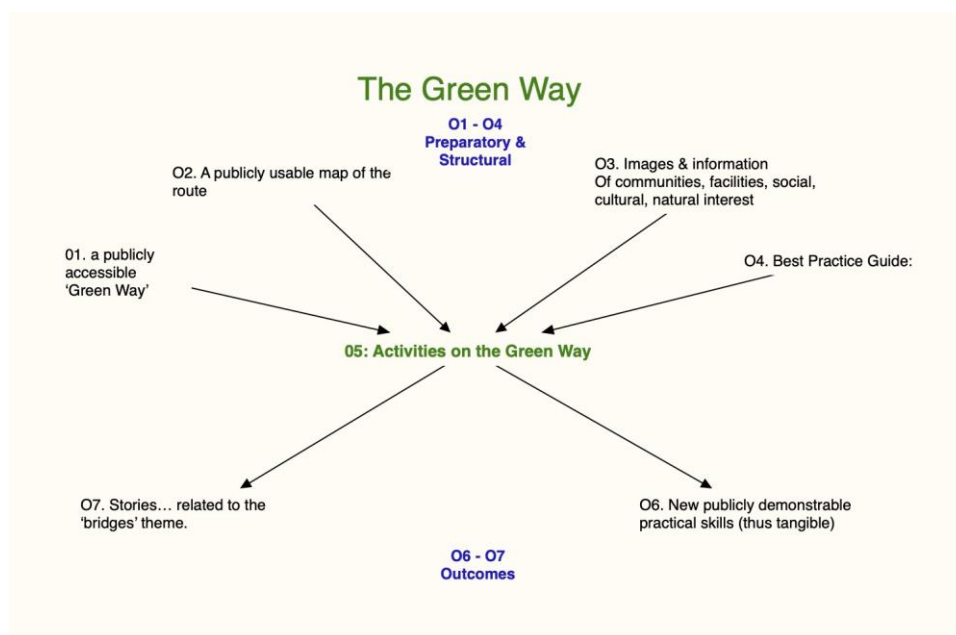 The Green Way
O1 - O4
Preparatory &
Structural
O2. A publicly usable map of the
route
O3. Images & information
Of communities, facilities, social,
cultural, natural interest
01. a publicly
accessible
‘Green Way’
O4. Best Practice Guide:
05: Activities on the Green Way
O7. Stories… related to the
‘bridges’ theme.
O6. New publicly demonstrable
practical skills (thus tangible)
O6 - O7
Outcomes